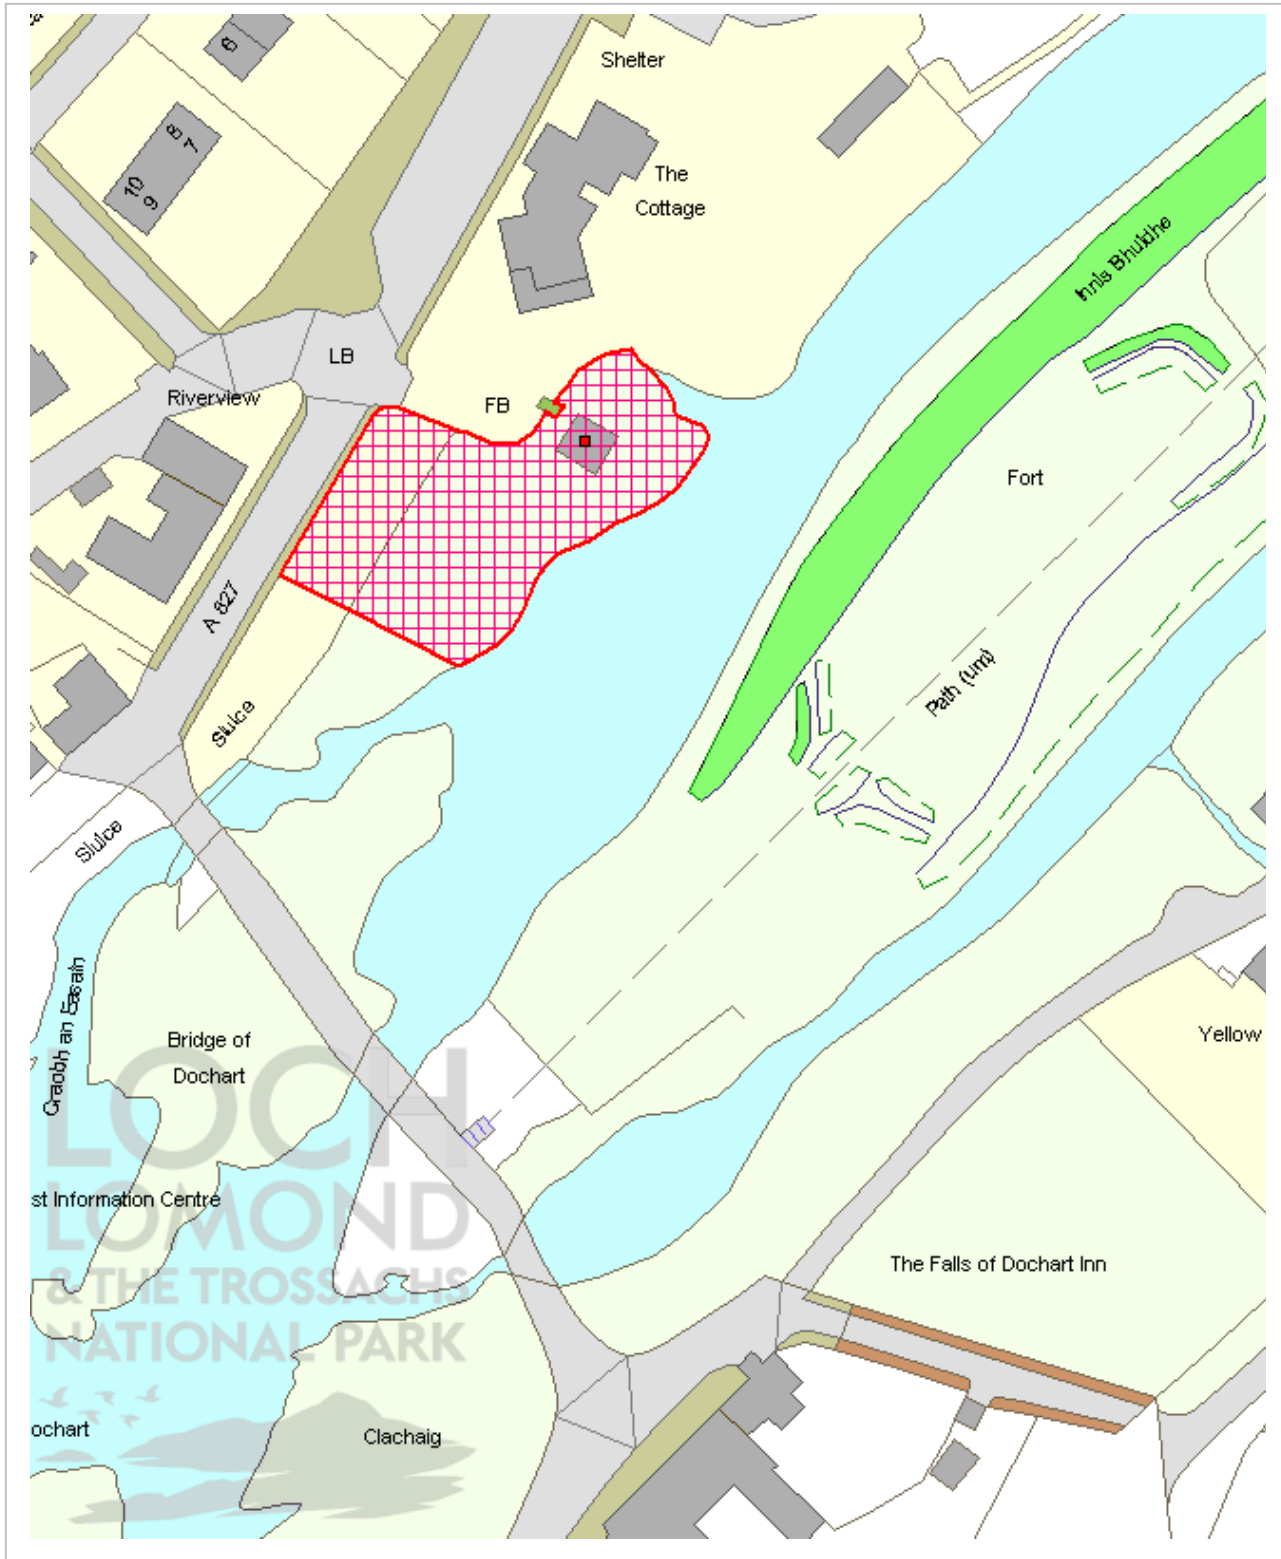 Shelter
6
8
7
10
9
The
Cottage
Innis Bhuidhe
LB
Riverview
FB
Fort
A 827
Path (um)
Sluice
Sluice
Craobh an Easain
Bridge of
Dochart
Yellow
LOCH
LOMOND
& THE TROSSACHS
NATIONAL PARK
st Information Centre
The Falls of Dochart Inn
ochart
Clachaig